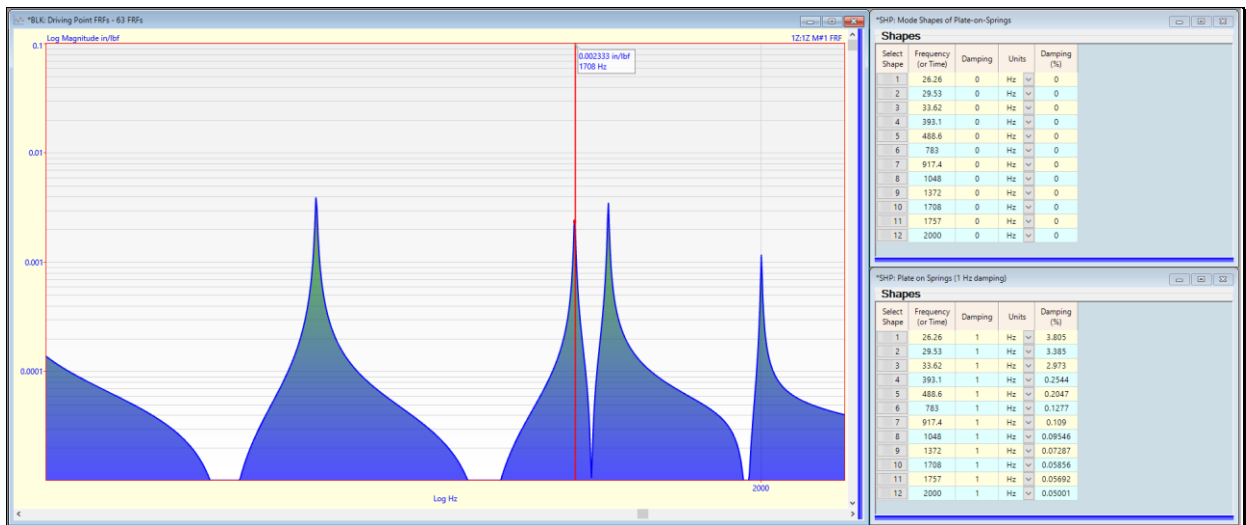 *BLK: Driving Point FRFs - 63 FRFs
Log Magnitude in/lbf
1Z:1Z M#1 FRF
0.1
0.002333 in/lbf
1708 Hz
0.01
0.001
0.0001
2000
Log Hz
*SHP: Mode Shapes of Plate-on-Springs
Shapes
Select Shape Frequency (or Time) Damping Units Damping (%)
1 26.26 0 Hz 0
2 29.53 0 Hz 0
3 33.62 0 Hz 0
4 393.1 0 Hz 0
5 488.6 0 Hz 0
6 783 0 Hz 0
7 917.4 0 Hz 0
8 1048 0 Hz 0
9 1372 0 Hz 0
10 1708 0 Hz 0
11 1757 0 Hz 0
12 2000 0 Hz 0
*SHP: Plate on Springs (1 Hz damping)
Shapes
Select Shape Frequency (or Time) Damping Units Damping (%)
1 26.26 1 Hz 3.805
2 29.53 1 Hz 3.385
3 33.62 1 Hz 2.973
4 393.1 1 Hz 0.2544
5 488.6 1 Hz 0.2047
6 783 1 Hz 0.1277
7 917.4 1 Hz 0.109
8 1048 1 Hz 0.09546
9 1372 1 Hz 0.07287
10 1708 1 Hz 0.05856
11 1757 1 Hz 0.05692
12 2000 1 Hz 0.05001